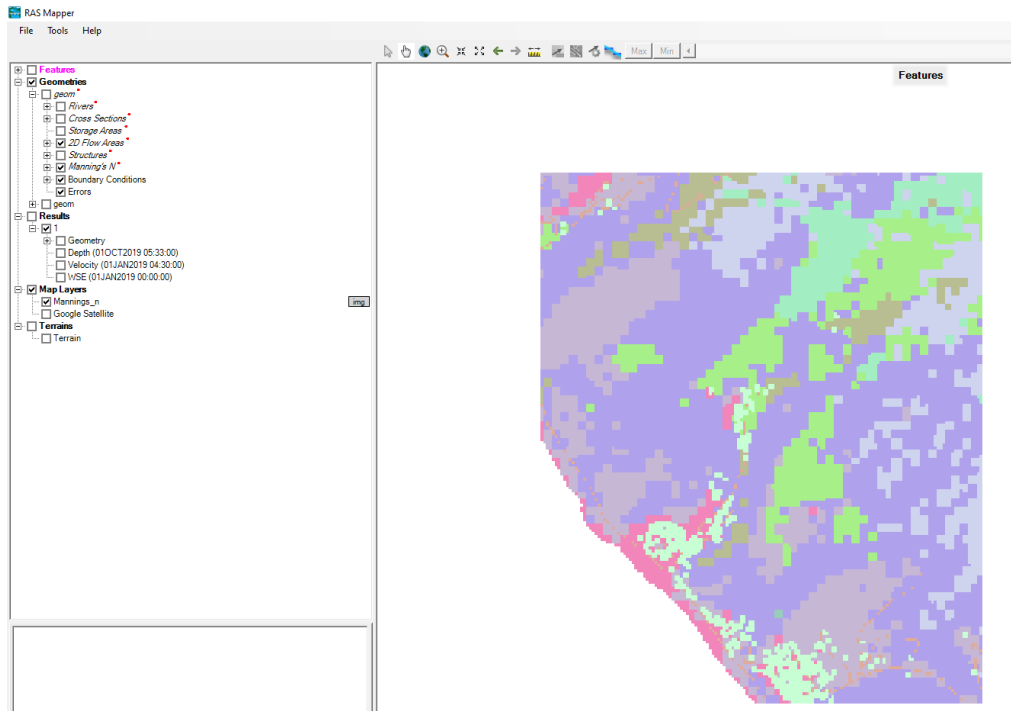 RAS Mapper
File Tools Help
Max Min
Features
Geometries
geom
Rivers
Cross Sections
Storage Areas
2D Flow Areas
Structures
Manning's N
Boundary Conditions
Errors
geom
Results
1
Geometry
Depth (01OCT2019 05:33:00)
Velocity (01JAN2019 04:30:00)
WSE (01JAN2019 00:00:00)
Map Layers
Mannings_n
img
Google Satellite
Terrains
Terrain
Features